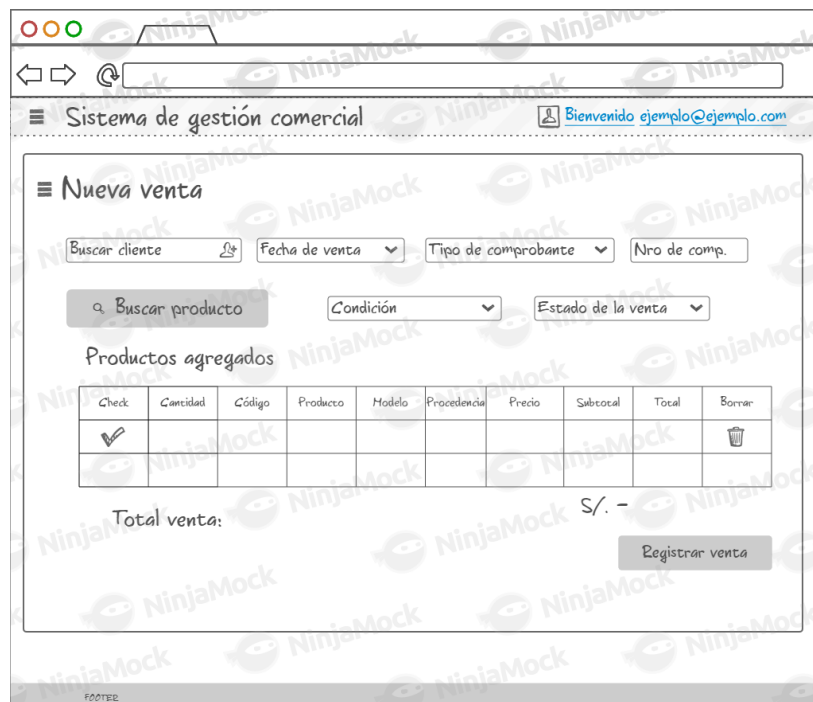 Sistema de gestión comercial
Bienvenido ejemplo@ejemplo.com
Nueva venta
Buscar cliente
Fecha de venta
Tipo de comprobante
Nro de comp.
Buscar producto
Condición
Estado de la venta
Productos agregados
Check Cantidad Código Producto Modelo Procedencia Precio Subtotal Total Borrar
Total venta: S/. -
Registrar venta
FOOTER
NinjaMock